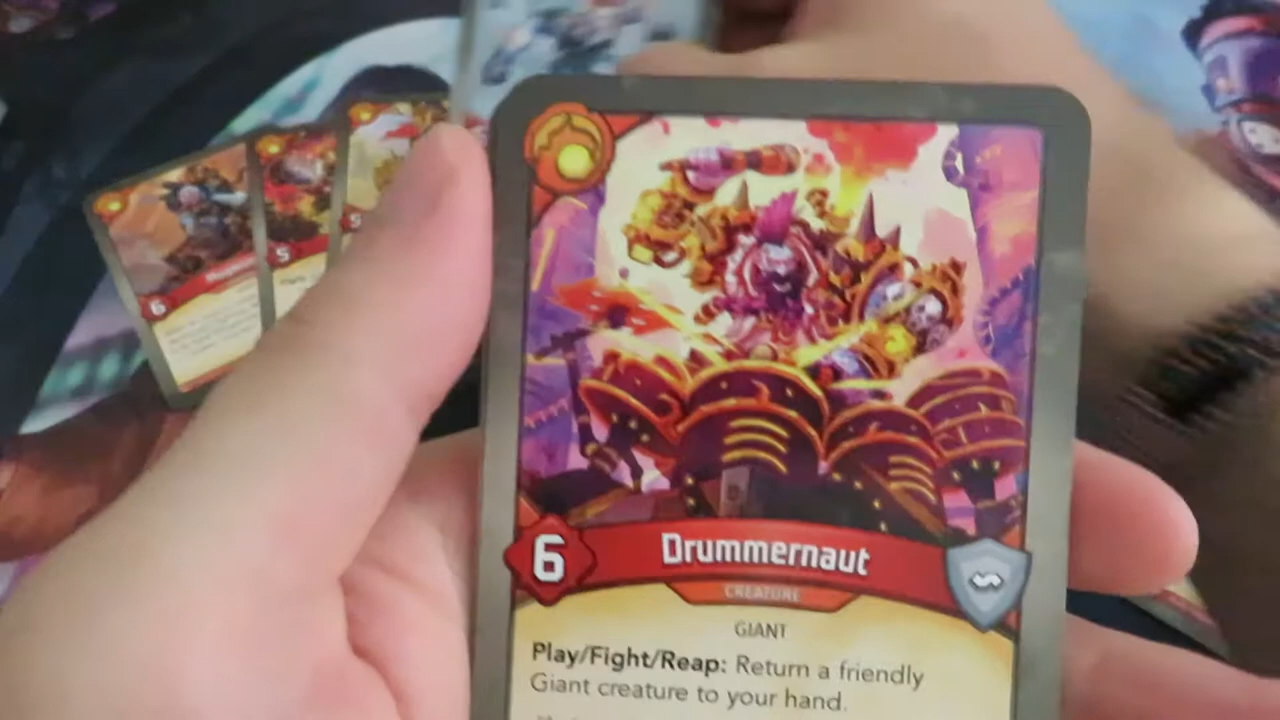 6
Drummernaut
CREATURE
GIANT
Play/Fight/Reap: Return a friendly
Giant creature to your hand.
6
5
5